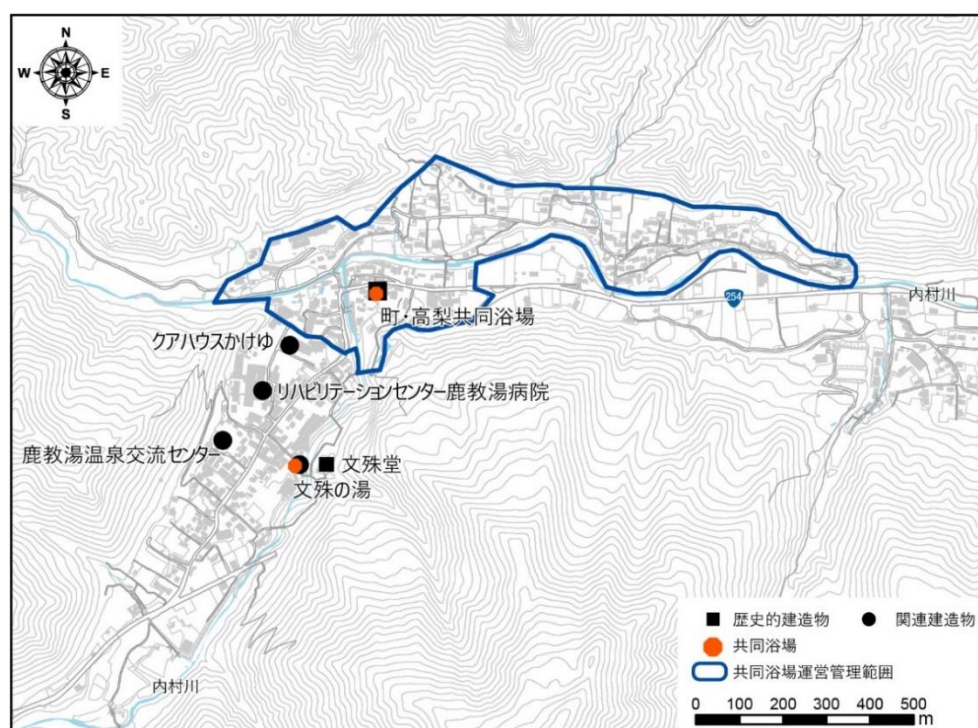 N
W E
S
254
内村川
町・高梨共同浴場
クアハウスかけゆ
リハビリテーションセンター鹿教湯病院
鹿教湯温泉交流センター
文殊堂
文殊の湯
内村川
歴史的建造物 関連建造物
共同浴場
共同浴場運営管理範囲
0 100 200 300 400 500
m